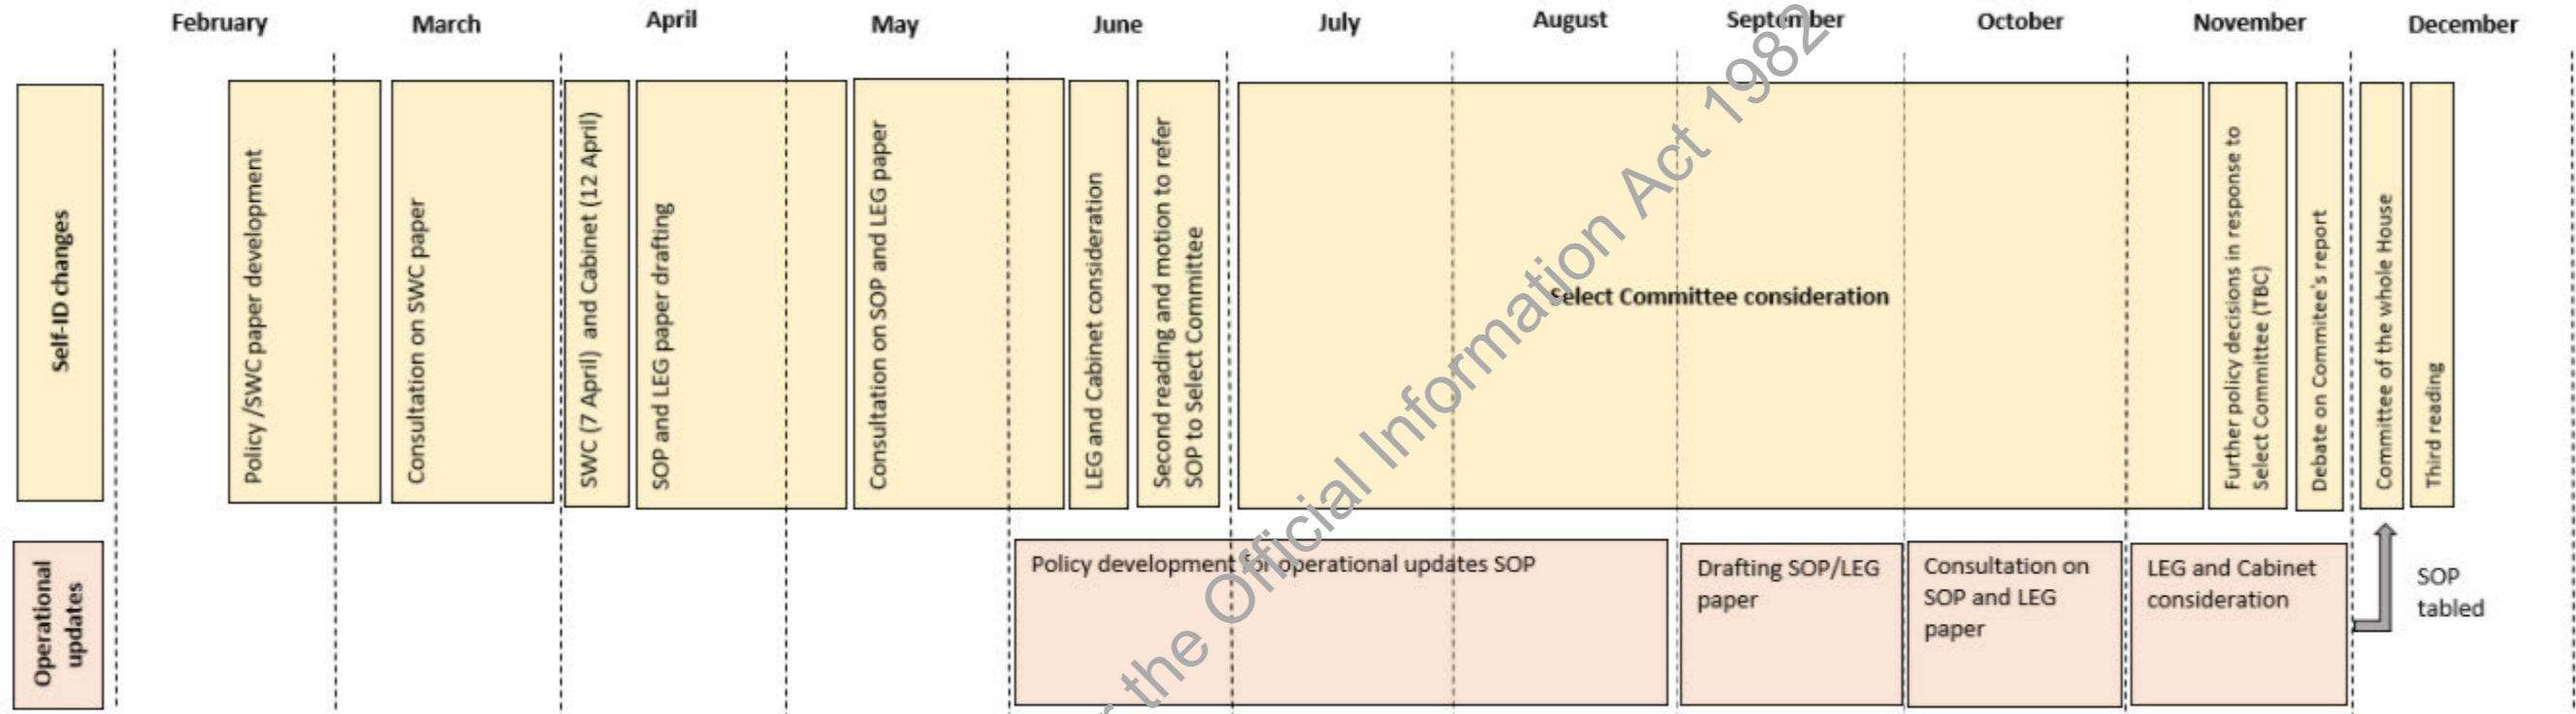 February
March
April
May
June
July
August
September
October
November
December
Self-ID changes
Policy /SWC paper development
Consultation on SWC paper
SWC (7 April) and Cabinet (12 April)
SOP and LEG paper drafting
Consultation on SOP and LEG paper
LEG and Cabinet consideration
Second reading and motion to refer
SOP to Select Committee
Select Committee consideration
Further policy decisions in response to
Select Committee (TBC)
Debate on Commitee's report
Committee of the whole House
Third reading
Operational
updates
Policy development for operational updates SOP
Drafting SOP/LEG
paper
Consultation on
SOP and LEG
paper
LEG and Cabinet
consideration
SOP
tabled
the Official Information Act 1982